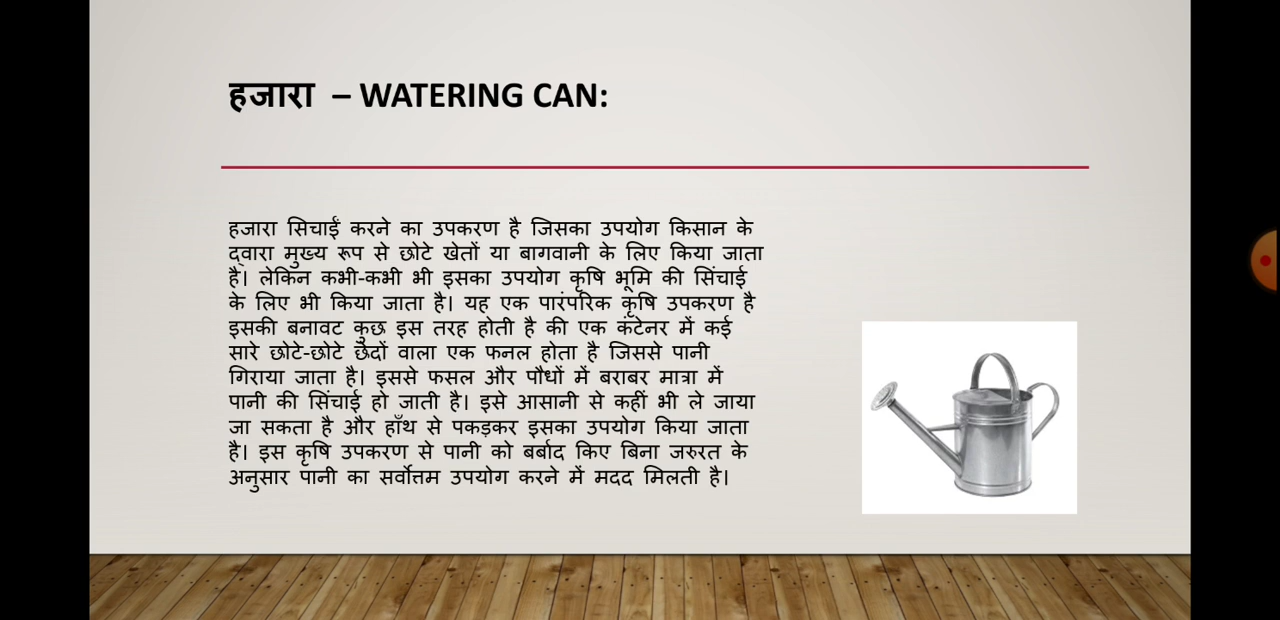 हजारा – WATERING CAN:
हजारा सिचाईं करने का उपकरण है जिसका उपयोग किसान के
द्वारा मुख्य रूप से छोटे खेतों या बागवानी के लिए किया जाता
है। लेकिन कभी-कभी भी इसका उपयोग कृषि भूमि की सिंचाई
के लिए भी किया जाता है। यह एक पारंपरिक कृषि उपकरण है
इसकी बनावट कुछ इस तरह होती है की एक कंटेनर में कई
सारे छोटे-छोटे छेदों वाला एक फनल होता है जिससे पानी
गिराया जाता है। इससे फसल और पौधों में बराबर मात्रा में
पानी की सिंचाई हो जाती है। इसे आसानी से कहीं भी ले जाया
जा सकता है और हाँथ से पकड़कर इसका उपयोग किया जाता
है। इस कृषि उपकरण से पानी को बर्बाद किए बिना जरुरत के
अनुसार पानी का सर्वोत्तम उपयोग करने में मदद मिलती है।